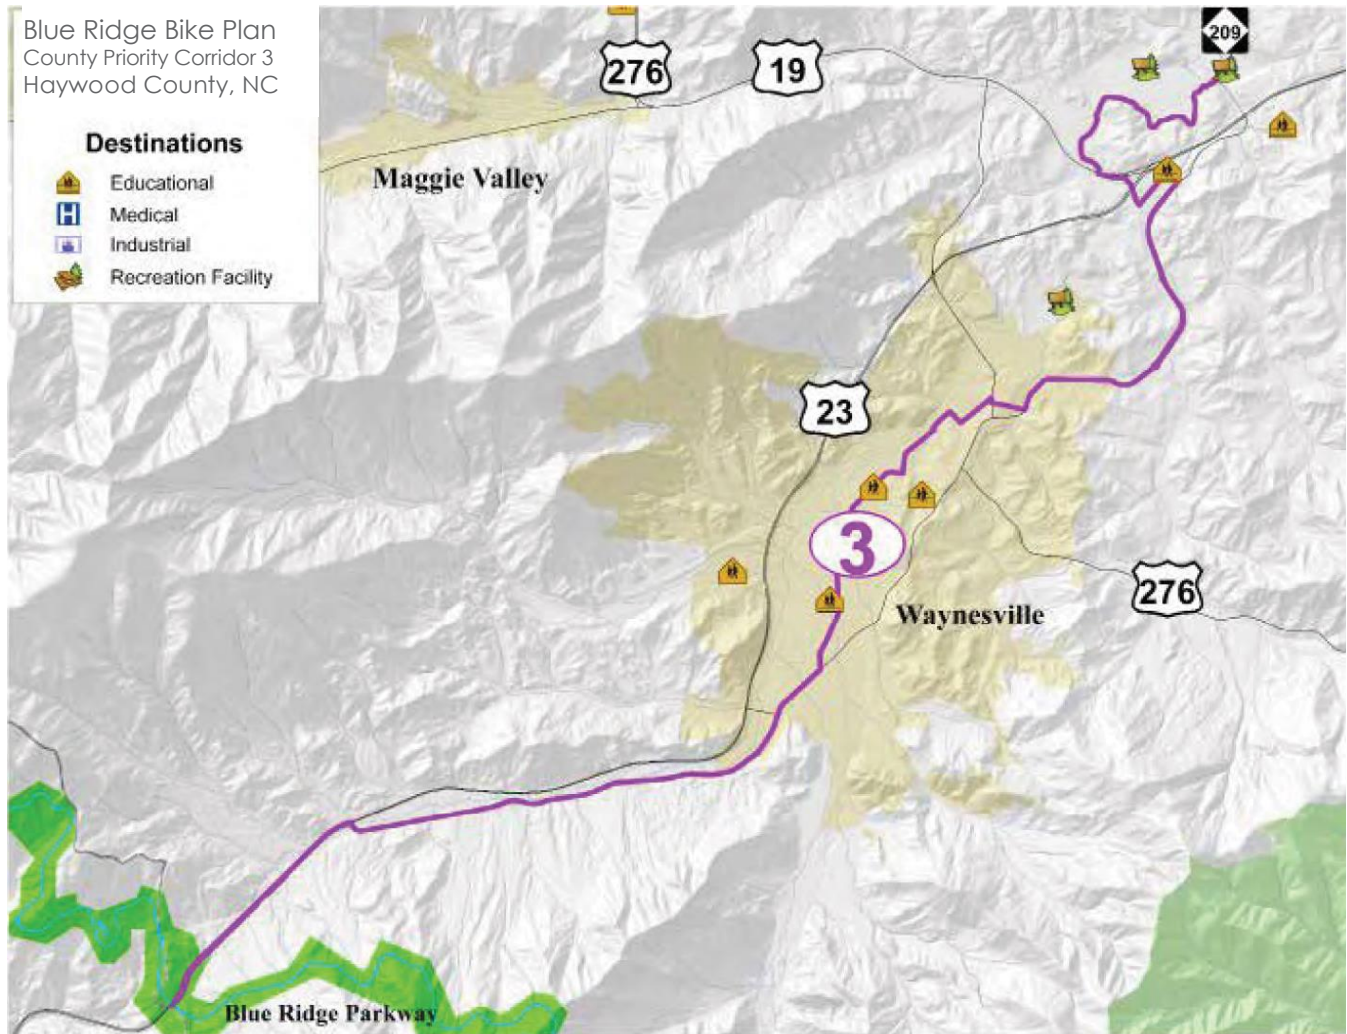 Blue Ridge Bike Plan
County Priority Corridor 3
Haywood County, NC
Destinations
Educational
H Medical
Industrial
Recreation Facility
276
19
209
Maggie Valley
23
3
276
Waynesville
Blue Ridge Parkway